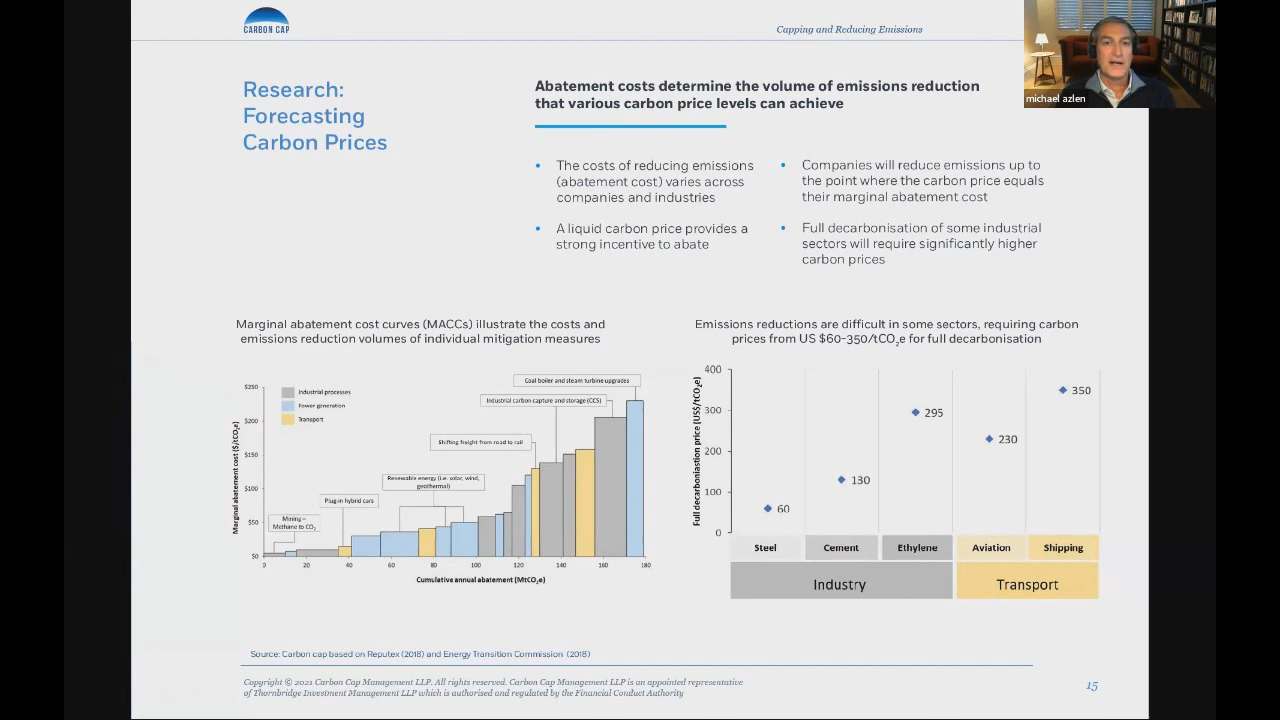 CARBON CAP
Capping and Reducing Emissions
michael azlen
Research:
Forecasting
Carbon Prices
Abatement costs determine the volume of emissions reduction
that various carbon price levels can achieve
• The costs of reducing emissions
(abatement cost) varies across
companies and industries
• A liquid carbon price provides a
strong incentive to abate
• Companies will reduce emissions up to
the point where the carbon price equals
their marginal abatement cost
• Full decarbonisation of some industrial
sectors will require significantly higher
carbon prices
Marginal abatement cost curves (MACCs) illustrate the costs and
emissions reduction volumes of individual mitigation measures
Marginal abatement cost ($/tCO2e)
$250
$200
$150
$100
$50
$0
Industrial processes
Power generation
Transport
Coal boiler and steam turbine upgrades
Industrial carbon capture and storage (CCS)
Shifting freight from road to rail
Renewable energy (i.e. solar, wind,
geothermal)
Plug-in hybrid cars
Mining –
Methane to CO2
0 20 40 60 80 100 120 140 160 180
Cumulative annual abatement (MtCO2e)
Emissions reductions are difficult in some sectors, requiring carbon
prices from US $60-350/tCO2e for full decarbonisation
Full decarboniastion price (US$/tCO2e)
400
300
200
100
0
60
130
295
230
350
Steel Cement Ethylene Aviation Shipping
Industry Transport
Source: Carbon cap based on Reputex (2018) and Energy Transition Commission (2018)
Copyright © 2021 Carbon Cap Management LLP. All rights reserved. Carbon Cap Management LLP is an appointed representative
of Thornbridge Investment Management LLP which is authorised and regulated by the Financial Conduct Authority
15